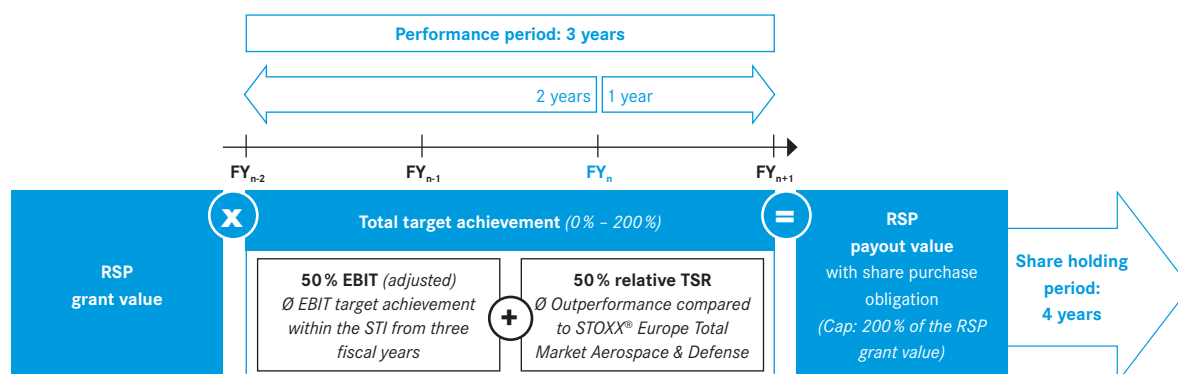 Performance period: 3 years
2 years
1 year
FYn-2
FYn-1
FYn
FYn+1
x
Total target achievement (0% – 200%)
=
RSP
grant value
50% EBIT (adjusted)
Ø EBIT target achievement
within the STI from three
fiscal years
+
50% relative TSR
Ø Outperformance compared
to STOXX® Europe Total
Market Aerospace & Defense
RSP
payout value
with share purchase
obligation
(Cap: 200% of the RSP
grant value)
Share holding
period:
4 years